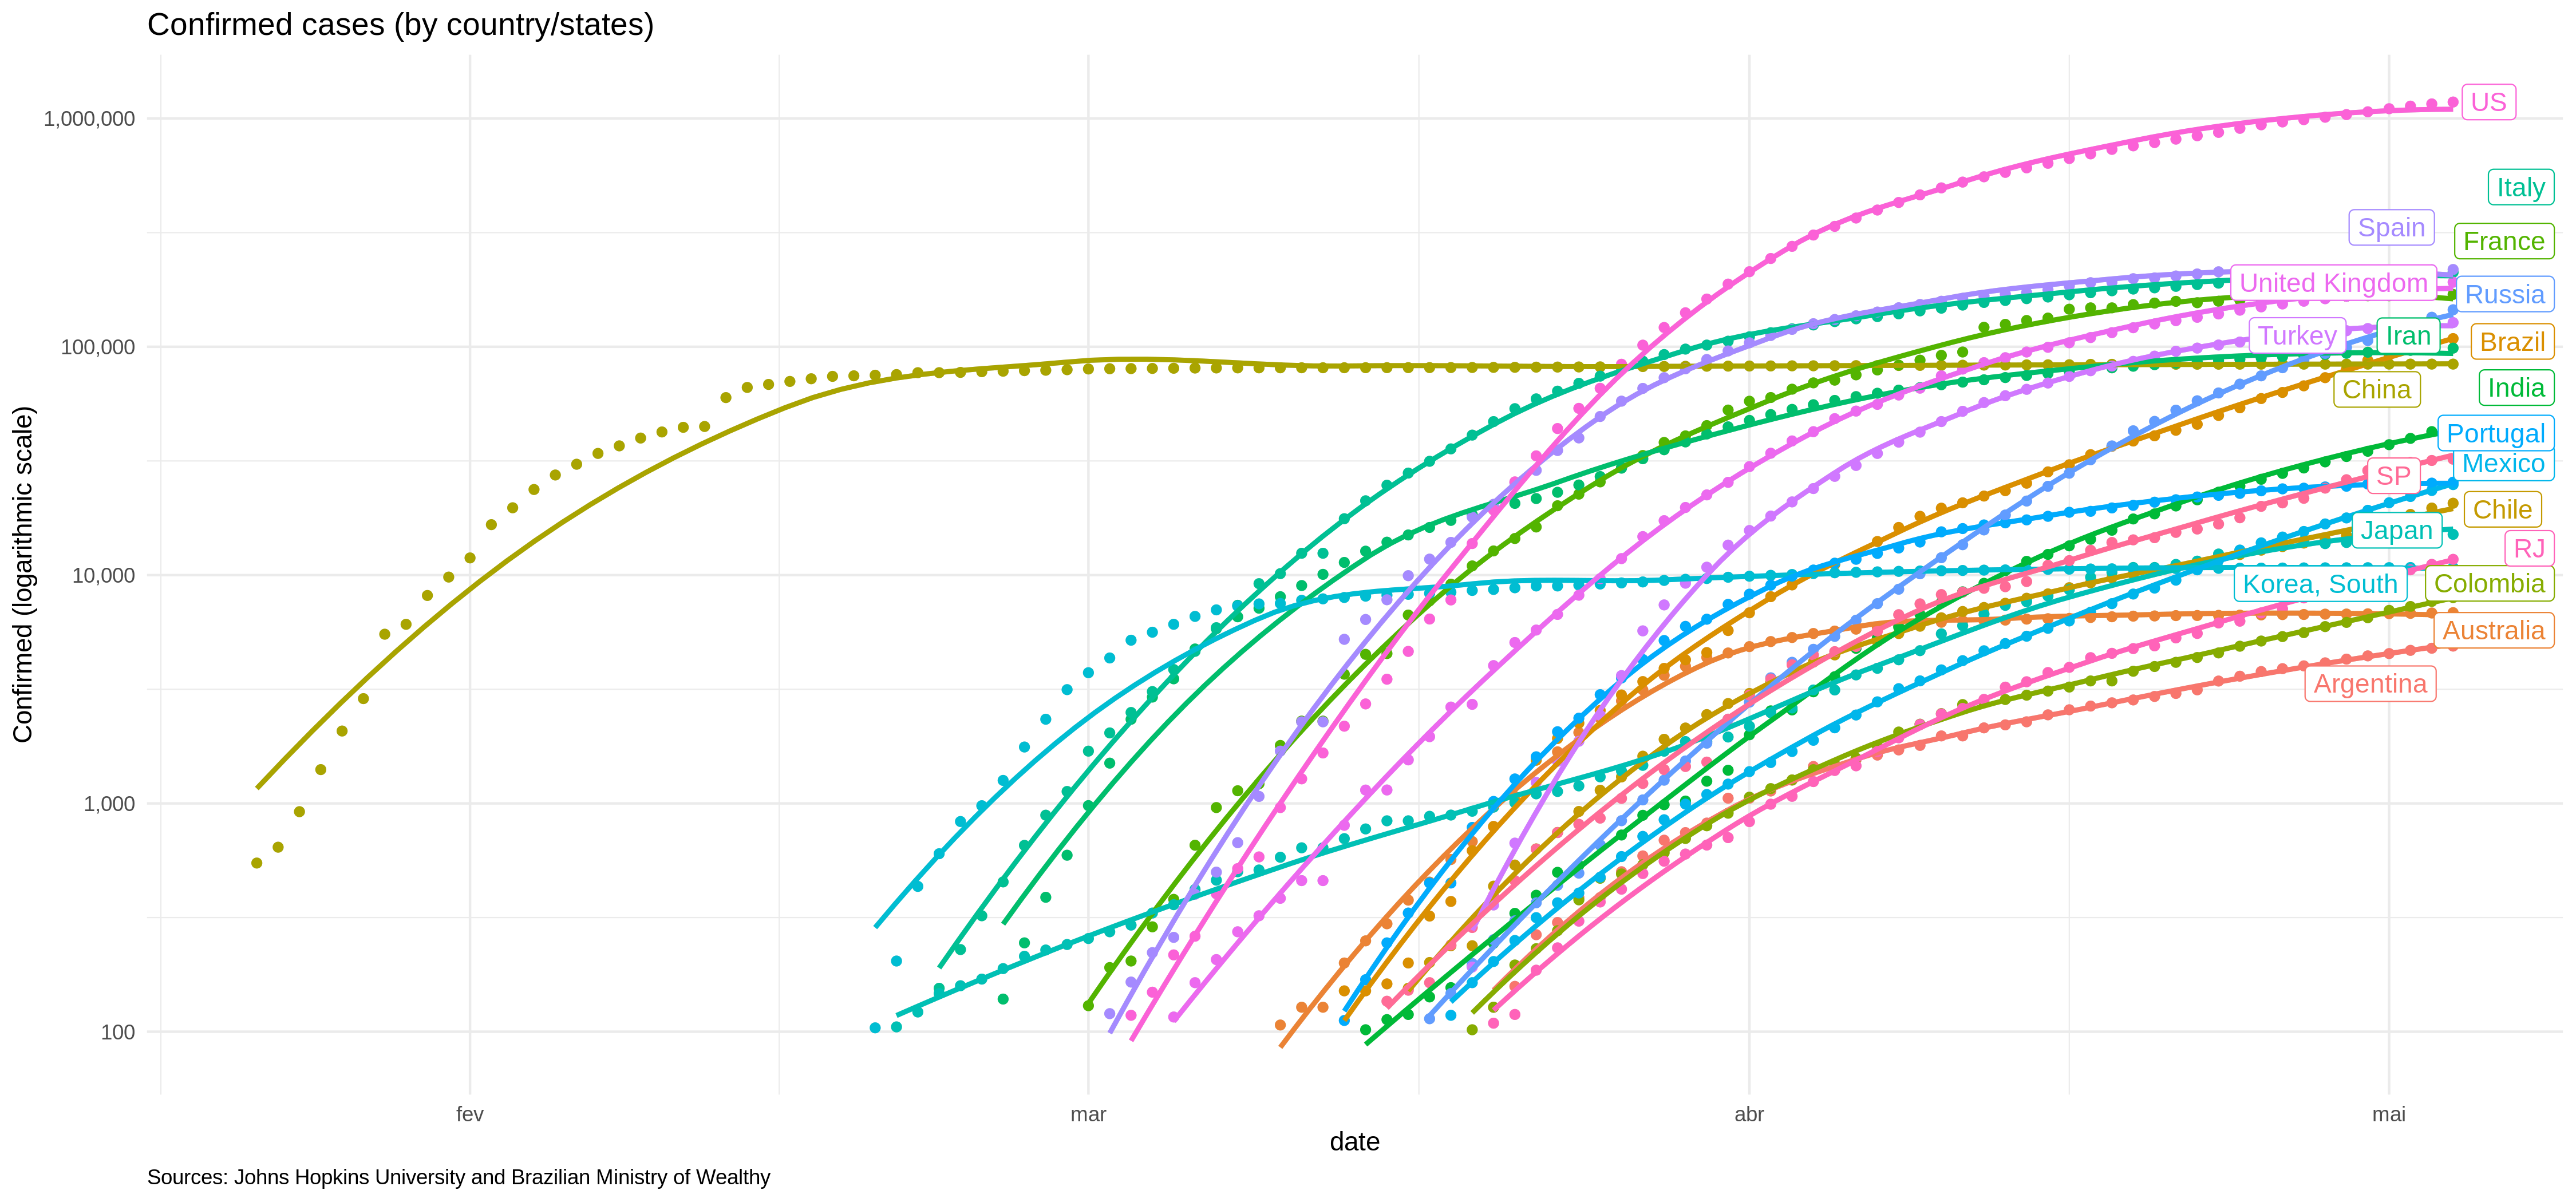 Confirmed cases (by country/states)
Confirmed (logarithmic scale)
1,000,000
100,000
10,000
1,000
100
US
Italy
Spain
France
United Kingdom
Russia
Turkey
Iran
Brazil
China
India
Portugal
Mexico
SP
Chile
Japan
RJ
Korea, South
Colombia
Australia
Argentina
fev
mar
abr
mai
date
Sources: Johns Hopkins University and Brazilian Ministry of Wealthy